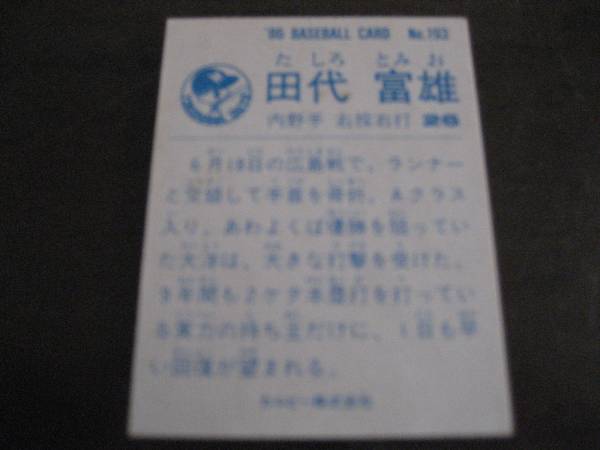 '86 BASEBALL CARD No.193
た しろ とみ お
田代 富雄
内野手 右投右打 26
6月18日の広島戦で、ランナー
と交錯して手首を骨折。Aクラス
入り、あわよくば優勝を狙ってい
た大洋は、大きな打撃を受けた。
9年間も2ケタ本塁打を打ってい
る実力の持ち主だけに、1日も早
い回復が望まれる。
カルビー株式会社